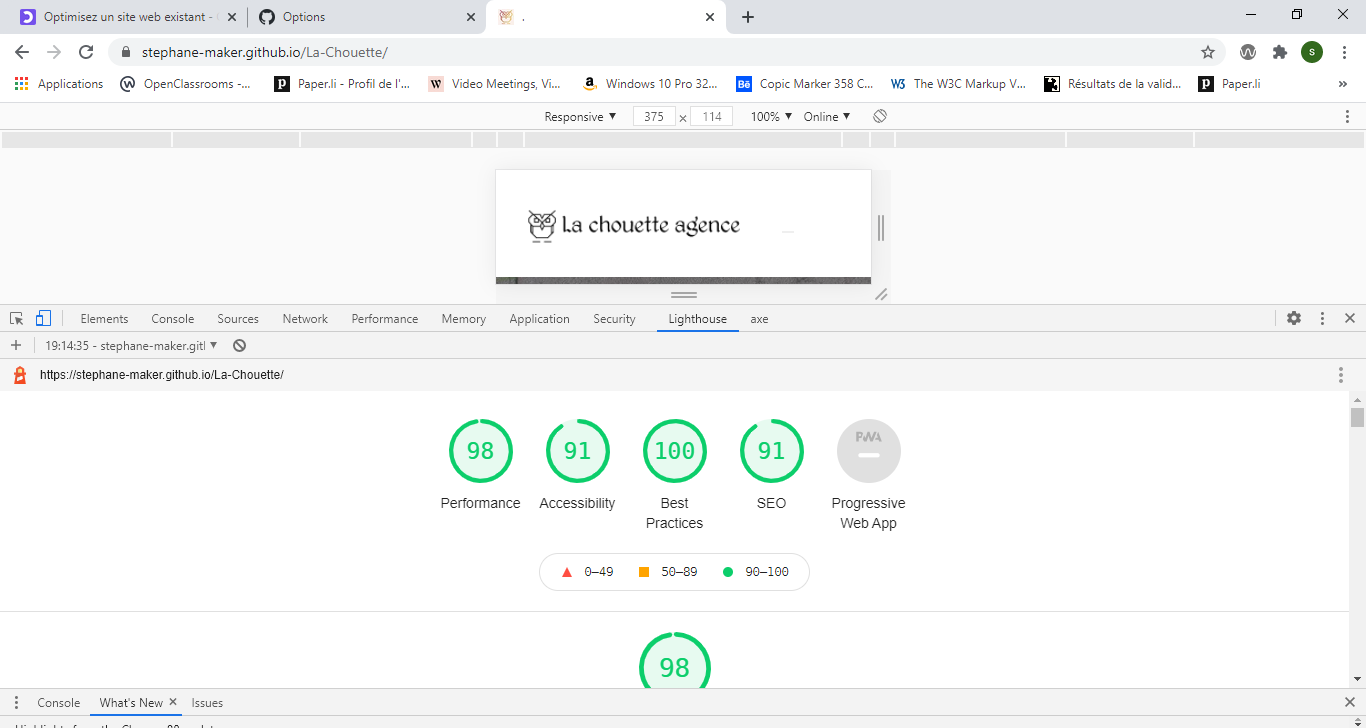 Optimisez un site web existant -
Options
.
stephane-maker.github.io/La-Chouette/
s
Applications
OpenClassrooms -...
Paper.li - Profil de l'...
Video Meetings, Vi...
Windows 10 Pro 32...
Copic Marker 358 C...
The W3C Markup V...
Résultats de la valid...
Paper.li
»
Responsive ▼ 375 × 114 100% ▼ Online ▼
La chouette agence
Elements Console Sources Network Performance Memory Application Security Lighthouse axe
+ 19:14:35 - stephane-maker.gitl ▼
https://stephane-maker.github.io/La-Chouette/
98 91 100 91 PWA
Performance Accessibility Best Practices SEO Progressive Web App
0–49 50–89 90–100
98
Console What's New Issues